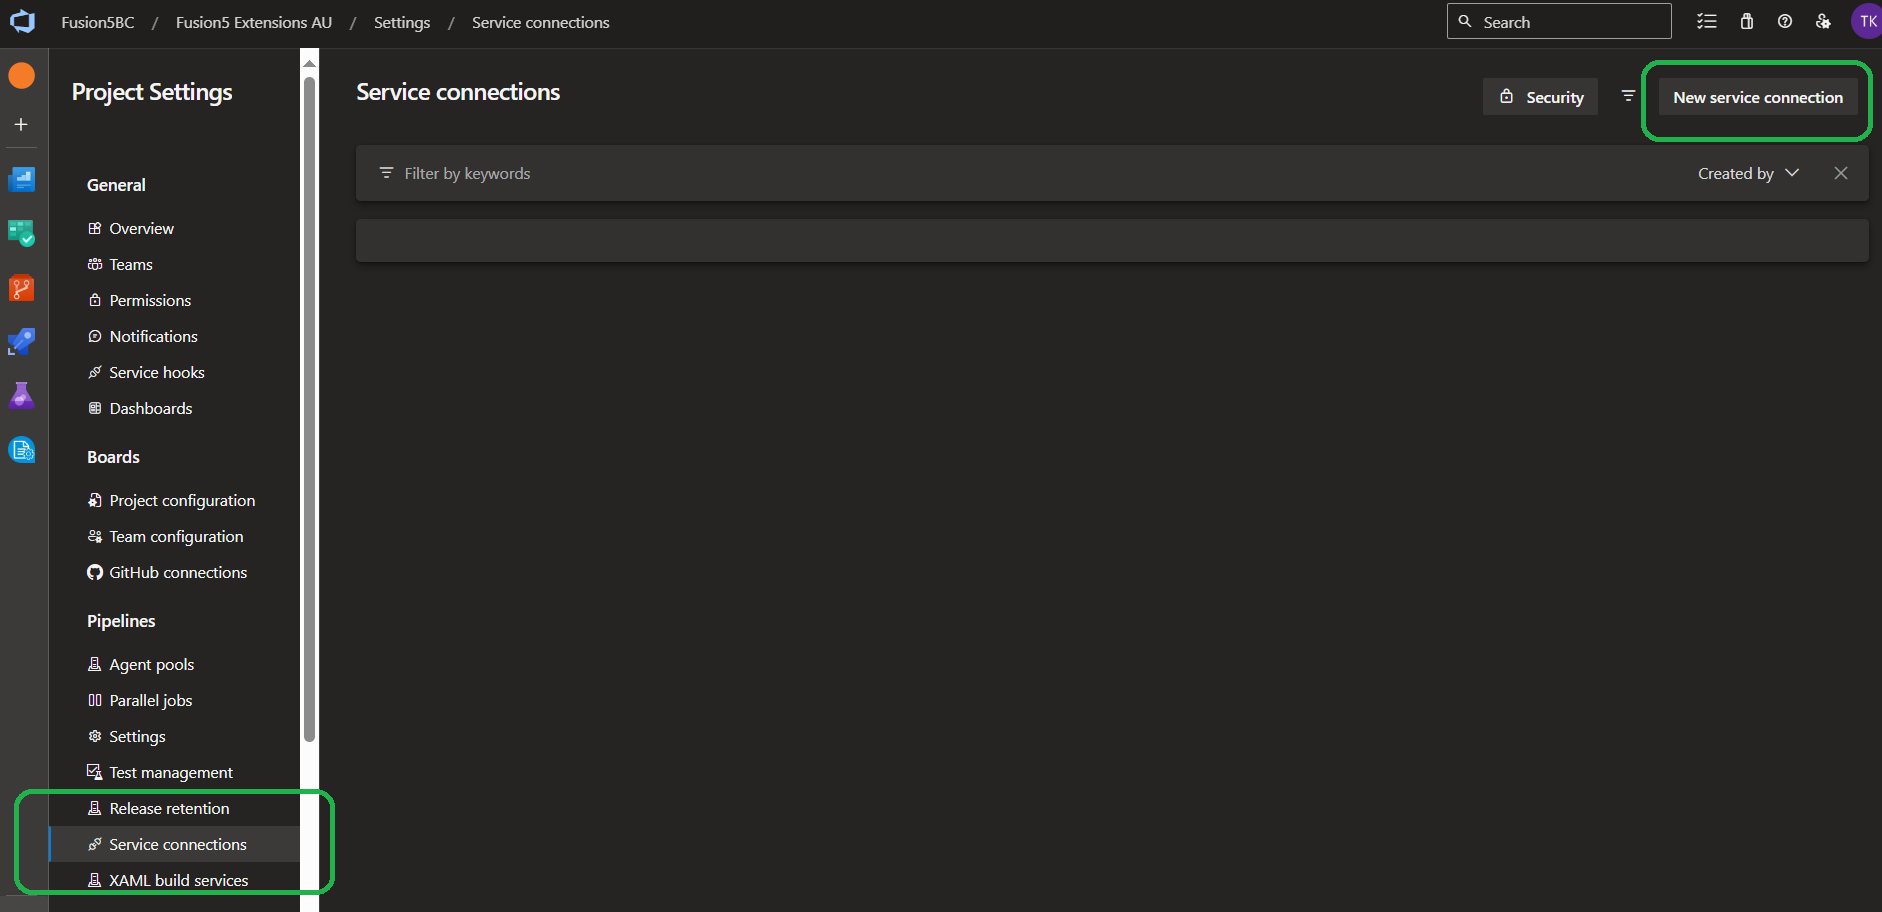 Fusion5BC / Fusion5 Extensions AU / Settings / Service connections
Search
TK
Project Settings
General
Overview
Teams
Permissions
Notifications
Service hooks
Dashboards
Boards
Project configuration
Team configuration
GitHub connections
Pipelines
Agent pools
Parallel jobs
Settings
Test management
Release retention
Service connections
XAML build services
Service connections
Security
New service connection
Filter by keywords
Created by